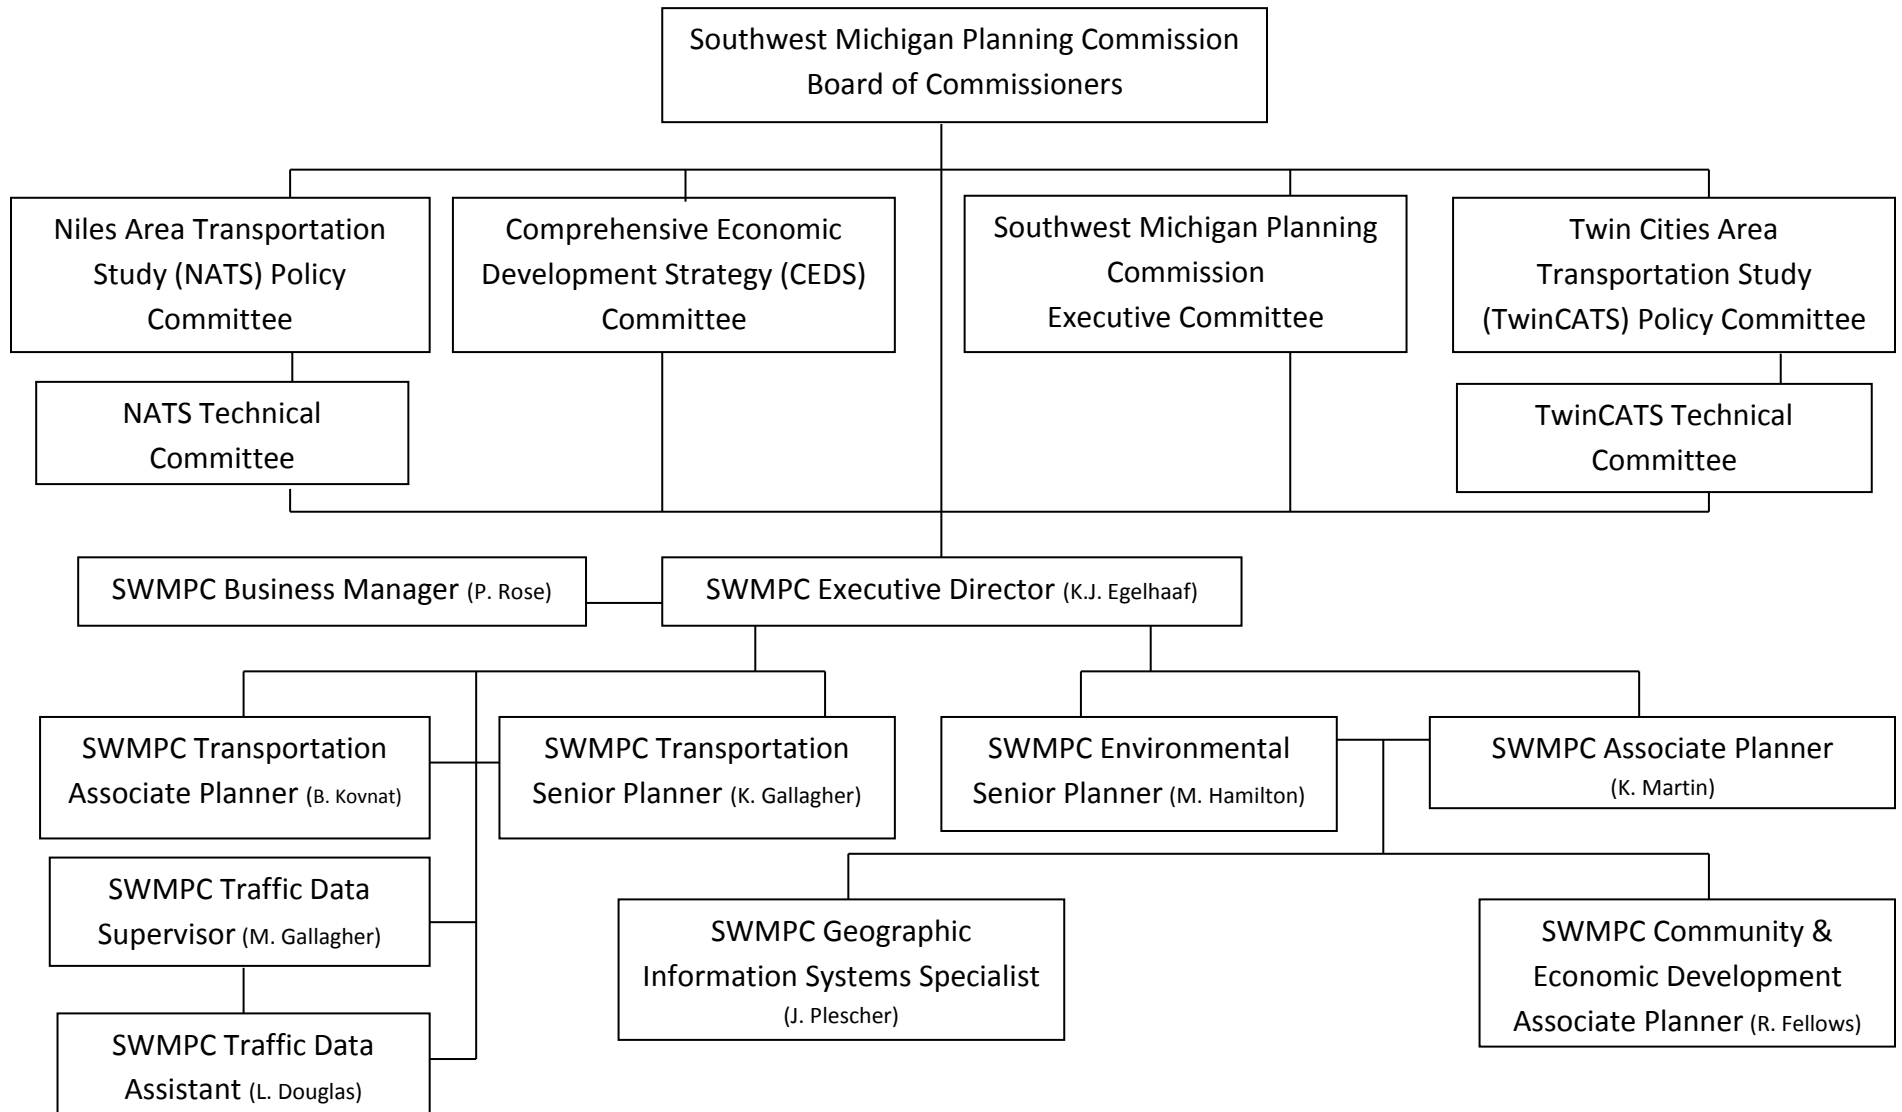 Southwest Michigan Planning Commission
Board of Commissioners
Niles Area Transportation
Study (NATS) Policy
Committee
Comprehensive Economic
Development Strategy (CEDS)
Committee
Southwest Michigan Planning
Commission
Executive Committee
Twin Cities Area
Transportation Study
(TwinCATS) Policy Committee
NATS Technical
Committee
TwinCATS Technical
Committee
SWMPC Business Manager (P. Rose)
SWMPC Executive Director (K.J. Egelhaaf)
SWMPC Transportation
Associate Planner (B. Kovnat)
SWMPC Transportation
Senior Planner (K. Gallagher)
SWMPC Environmental
Senior Planner (M. Hamilton)
SWMPC Associate Planner
(K. Martin)
SWMPC Traffic Data
Supervisor (M. Gallagher)
SWMPC Geographic
Information Systems Specialist
(J. Plescher)
SWMPC Community &
Economic Development
Associate Planner (R. Fellows)
SWMPC Traffic Data
Assistant (L. Douglas)